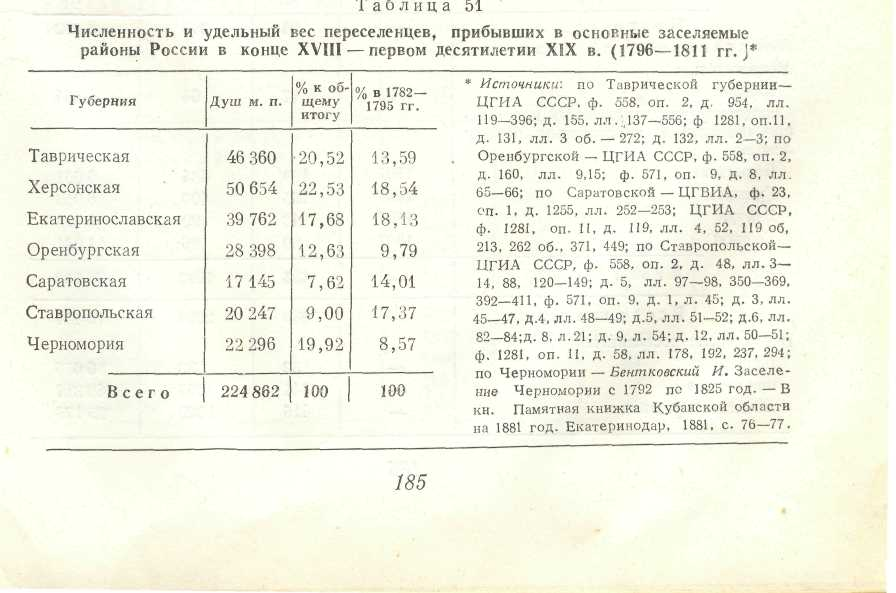 Таблица 51
Численность и удельный вес переселенцев, прибывших в основные заселяемые
районы России в конце XVIII — первом десятилетии XIX в. (1796—1811 гг.)*
Губерния | Душ м. п. | % к об-щему итогу | % в 1782—1795 гг.
Таврическая 46 360 20,52 13,59
Херсонская 50 654 22,53 18,54
Екатеринославская 39 762 17,68 18,13
Оренбургская 28 398 12,63 9,79
Саратовская 17 145 7,62 14,01
Ставропольская 20 247 9,00 17,37
Черномория 22 296 19,92 8,57
Всего 224 862 100 100
* Источники: по Таврической губернии—
ЦГИА СССР, ф. 558, оп. 2, д. 954, лл.
119—396; д. 155, лл. 137—556; ф 1281, оп.11,
д. 131, лл. 3 об. — 272; д. 132, лл. 2—3; по
Оренбургской — ЦГИА СССР, ф. 558, оп. 2,
д. 160, лл. 9,15; ф. 571, оп. 9, д. 8, лл.
65—66; по Саратовской — ЦГВИА, ф. 23,
оп. 1, д. 1255, лл. 252—253; ЦГИА СССР,
ф. 1281, оп. 11, д. 119, лл. 4, 52, 119 об,
213, 262 об., 371, 449; по Ставропольской—
ЦГИА СССР, ф. 558, оп. 2, д. 48, лл. 3—
14, 88, 120—149; д. 5, лл. 97—98, 350—369,
392—411, ф. 571, оп. 9, д. 1, л. 45; д. 3, лл.
45—47, д.4, лл. 48—49; д.5, лл. 51—52; д.6, лл.
82—84;д. 8, л.21; д. 9, л. 54; д. 12, лл. 50—51;
ф. 1281, оп. 11, д. 58, лл. 178, 192, 237, 294;
по Черномории — Бентковский И. Заселе-
ние Черномории с 1792 по 1825 год. — В
кн. Памятная книжка Кубанской области
на 1881 год. Екатеринодар, 1881, с. 76—77.
185